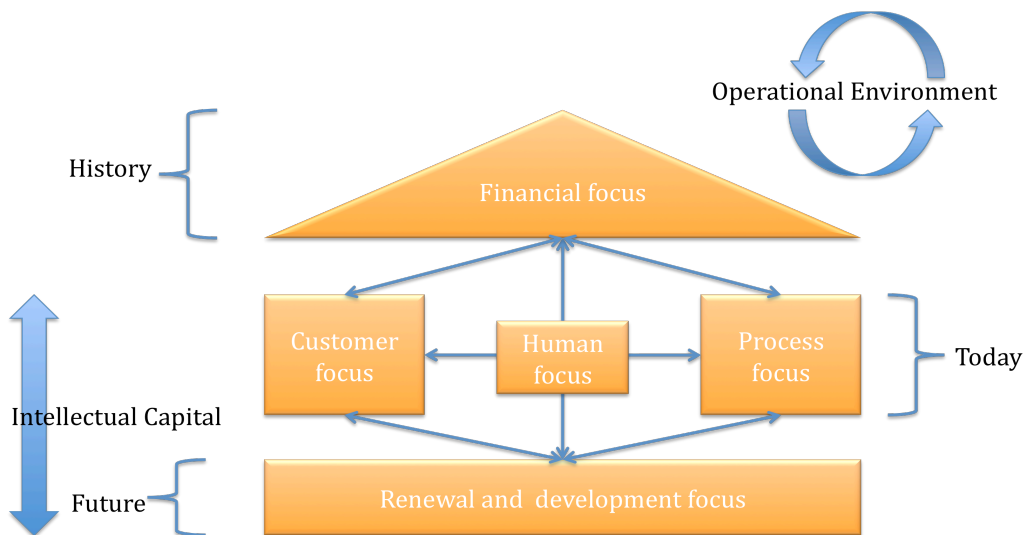 Operational Environment
History
Financial focus
Customer
focus
Human
focus
Process
focus
Today
Intellectual Capital
Future
Renewal and  development focus